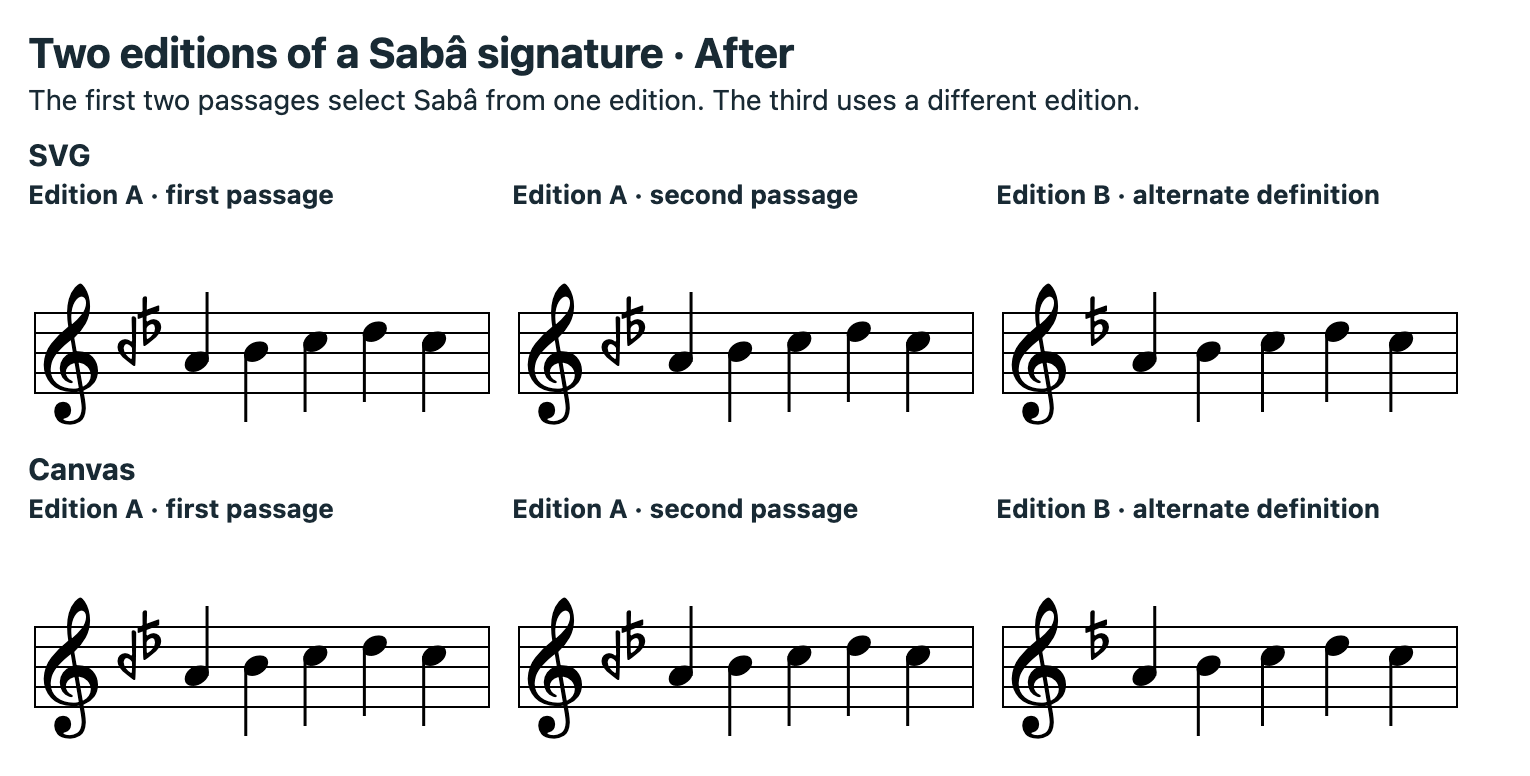 Two editions of a Sabâ signature · After
The first two passages select Sabâ from one edition. The third uses a different edition.
SVG
Edition A · first passage
Edition A · second passage
Edition B · alternate definition
Canvas
Edition A · first passage
Edition A · second passage
Edition B · alternate definition